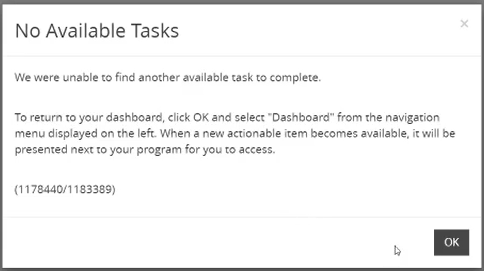 No Available Tasks
×
We were unable to find another available task to complete.
To return to your dashboard, click OK and select "Dashboard" from the navigation
menu displayed on the left. When a new actionable item becomes available, it will be
presented next to your program for you to access.
(1178440/1183389)
OK